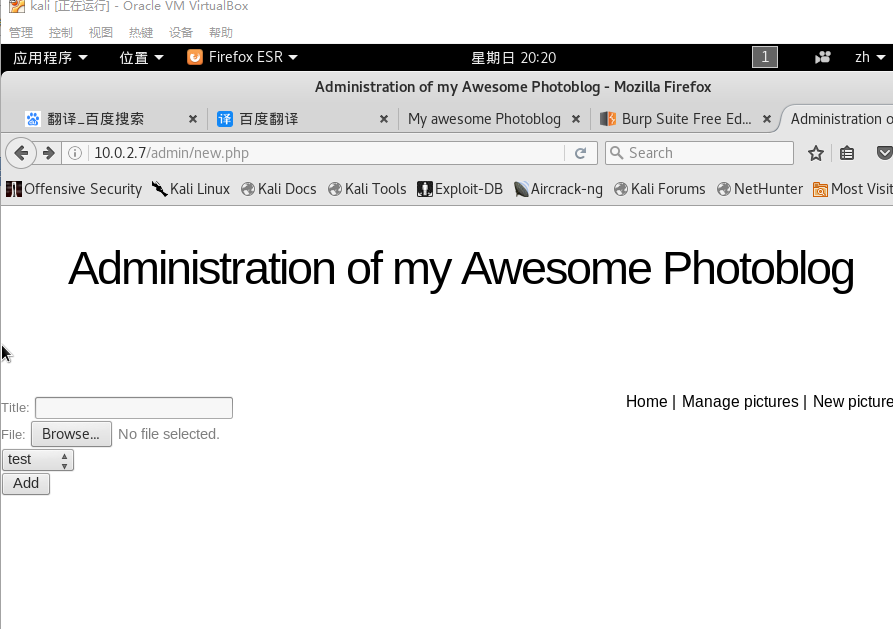 kali [正在运行] - Oracle VM VirtualBox
管理 控制 视图 热键 设备 帮助
应用程序 位置 Firefox ESR 星期日 20:20 1 zh
Administration of my Awesome Photoblog - Mozilla Firefox
翻译_百度搜索 译 百度翻译 My awesome Photoblog Burp Suite Free Ed... Administration o
10.0.2.7/admin/new.php Search
Offensive Security Kali Linux Kali Docs Kali Tools Exploit-DB Aircrack-ng Kali Forums NetHunter Most Visit
Administration of my Awesome Photoblog
Home | Manage pictures | New picture
Title:
File: Browse... No file selected.
test
Add